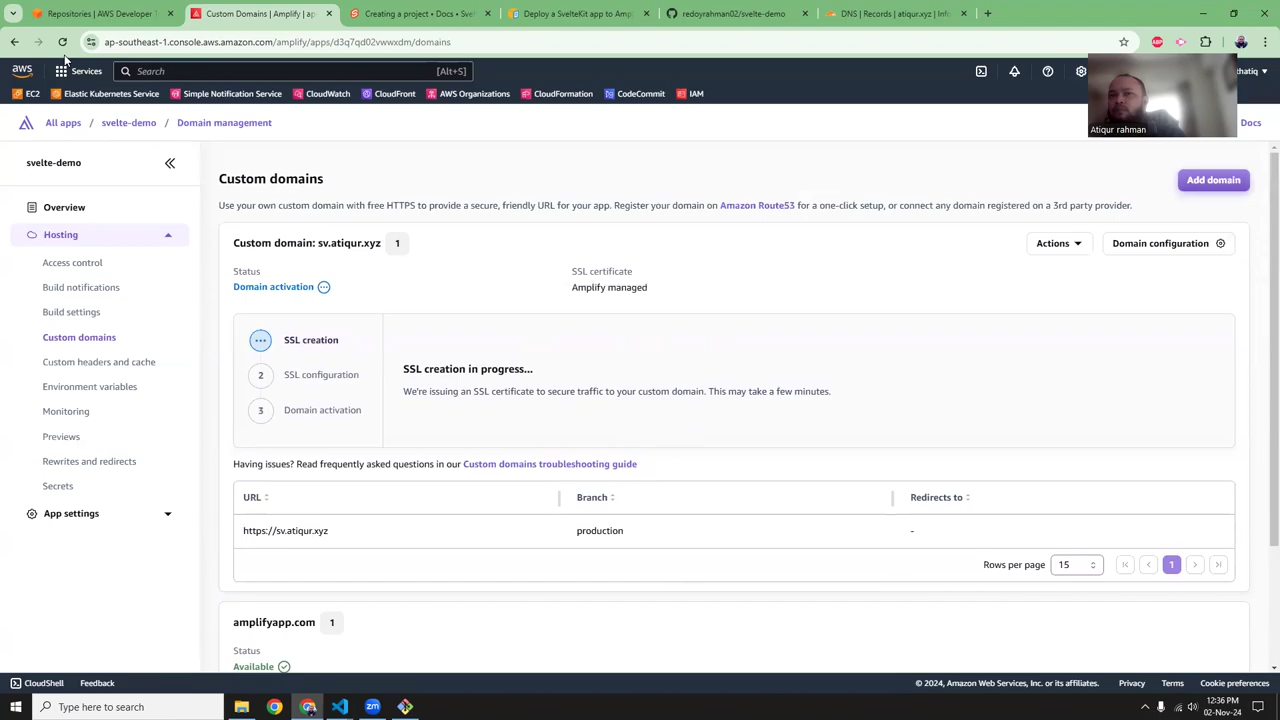 Repositories | AWS Developer T
Custom Domains | Amplify | ap-s
Creating a project • Docs • Svel
Deploy a SvelteKit app to Ampl
redoyrahman02/svelte-demo
DNS | Records | atiqur.xyz | Info
ap-southeast-1.console.aws.amazon.com/amplify/apps/d3q7qd02vwwxdm/domains
aws
Services
Search
[Alt+S]
thatiq
EC2
Elastic Kubernetes Service
Simple Notification Service
CloudWatch
CloudFront
AWS Organizations
CloudFormation
CodeCommit
IAM
All apps / svelte-demo / Domain management
Docs
Atiqur rahman
svelte-demo
Overview
Hosting
Access control
Build notifications
Build settings
Custom domains
Custom headers and cache
Environment variables
Monitoring
Previews
Rewrites and redirects
Secrets
App settings
Custom domains
Add domain
Use your own custom domain with free HTTPS to provide a secure, friendly URL for your app. Register your domain on Amazon Route53 for a one-click setup, or connect any domain registered on a 3rd party provider.
Custom domain: sv.atiqur.xyz 1
Actions
Domain configuration
Status
Domain activation
SSL certificate
Amplify managed
SSL creation
2 SSL configuration
3 Domain activation
SSL creation in progress...
We're issuing an SSL certificate to secure traffic to your custom domain. This may take a few minutes.
Having issues? Read frequently asked questions in our Custom domains troubleshooting guide
URL
Branch
Redirects to
https://sv.atiqur.xyz
production
-
Rows per page 15
1
amplifyapp.com 1
Status
Available
CloudShell
Feedback
© 2024, Amazon Web Services, Inc. or its affiliates.
Privacy
Terms
Cookie preferences
Type here to search
12:36 PM
02-Nov-24